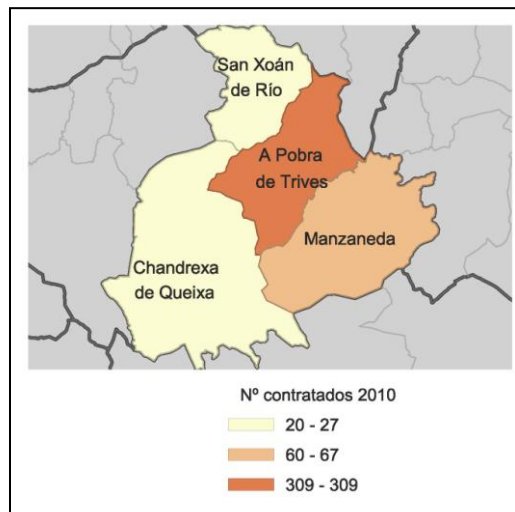 San Xoán
de Río
A Pobra
de Trives
Manzaneda
Chandrexa
de Queixa
Nº contratados 2010
20 - 27
60 - 67
309 - 309